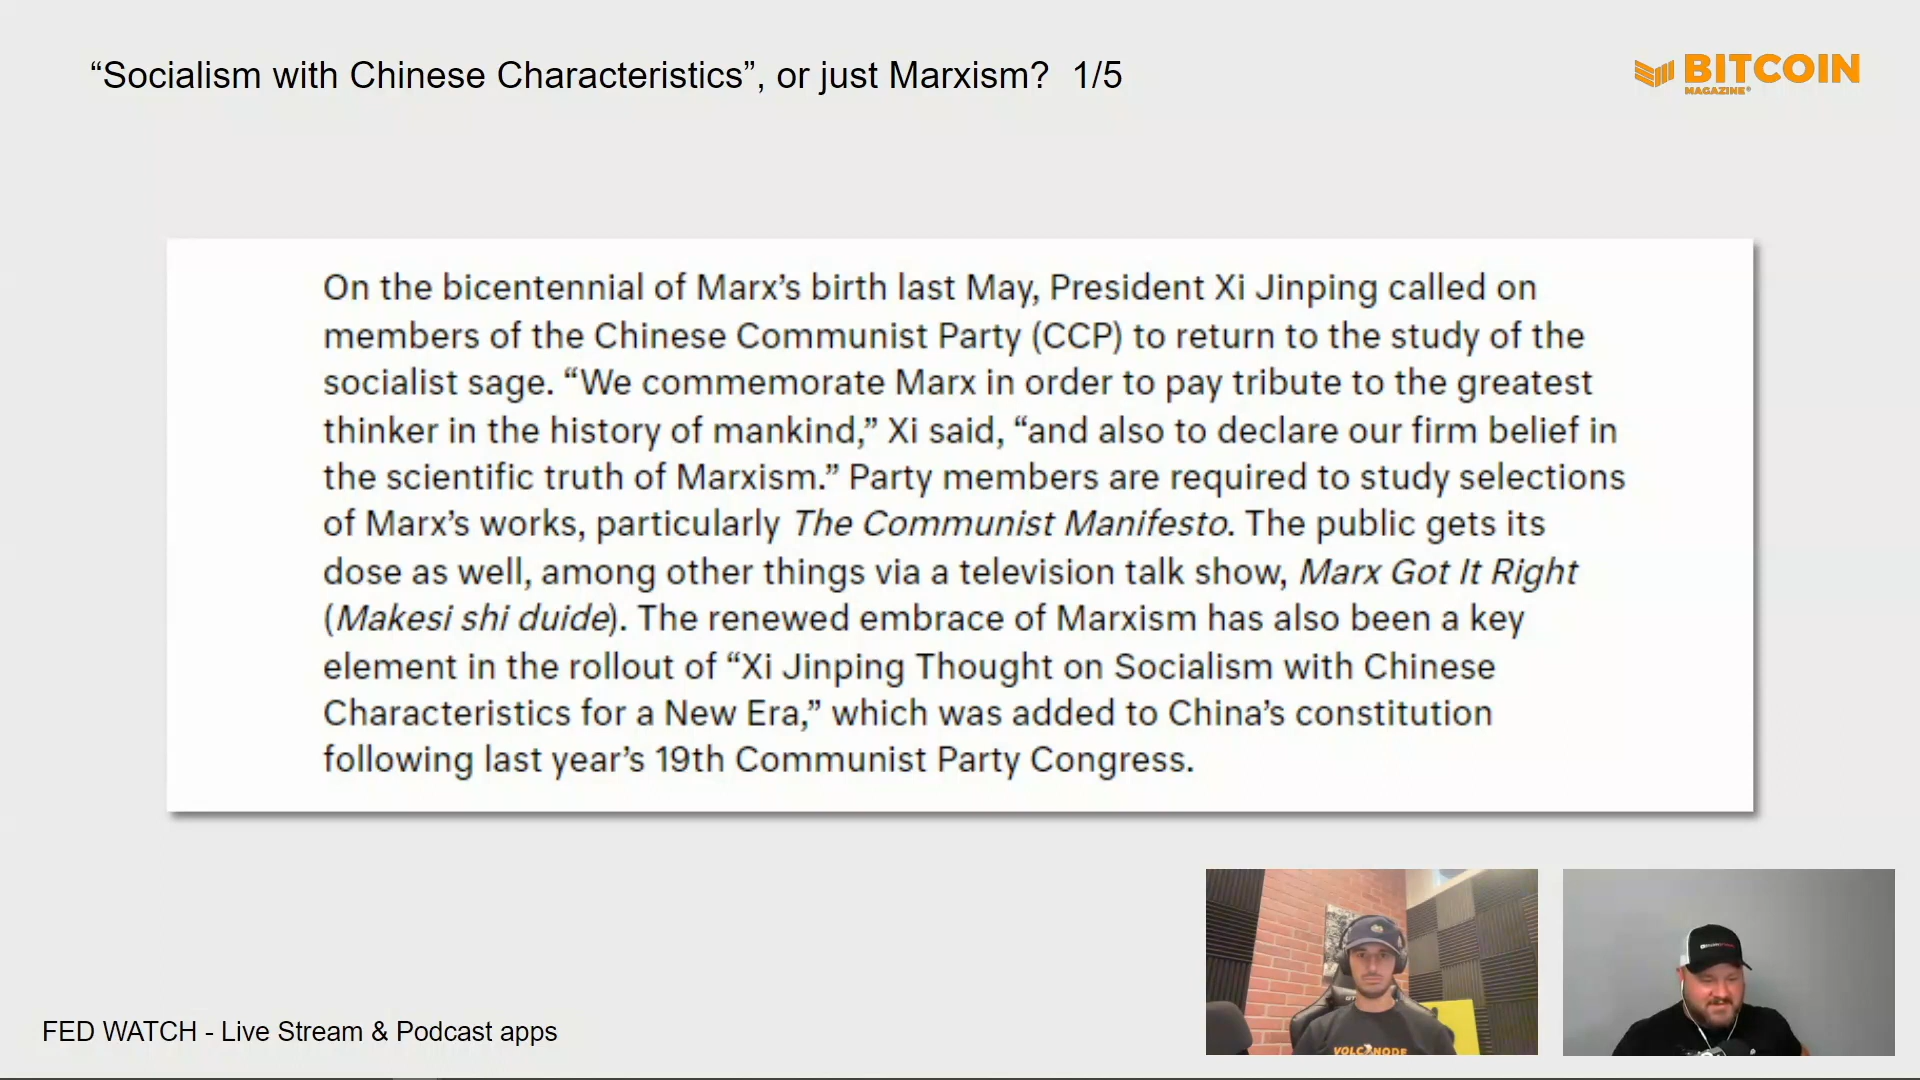 “Socialism with Chinese Characteristics”, or just Marxism?  1/5
BITCOIN
MAGAZINE®
On the bicentennial of Marx’s birth last May, President Xi Jinping called on
members of the Chinese Communist Party (CCP) to return to the study of the
socialist sage. “We commemorate Marx in order to pay tribute to the greatest
thinker in the history of mankind,” Xi said, “and also to declare our firm belief in
the scientific truth of Marxism.” Party members are required to study selections
of Marx’s works, particularly The Communist Manifesto. The public gets its
dose as well, among other things via a television talk show, Marx Got It Right
(Makesi shi duide). The renewed embrace of Marxism has also been a key
element in the rollout of “Xi Jinping Thought on Socialism with Chinese
Characteristics for a New Era,” which was added to China’s constitution
following last year’s 19th Communist Party Congress.
VOLCANODE
FED WATCH - Live Stream & Podcast apps